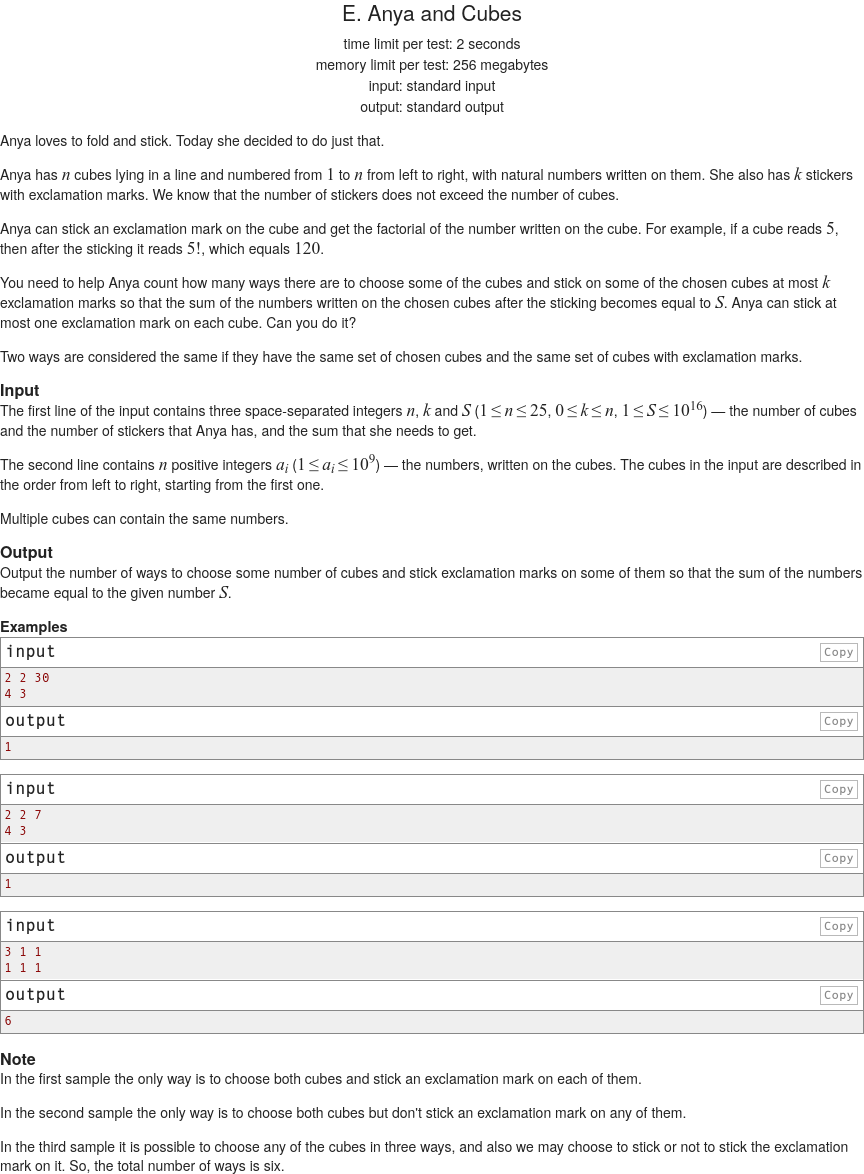 E. Anya and Cubes
time limit per test: 2 seconds
memory limit per test: 256 megabytes
input: standard input
output: standard output
Anya loves to fold and stick. Today she decided to do just that.
Anya has n cubes lying in a line and numbered from 1 to n from left to right, with natural numbers written on them. She also has k stickers
with exclamation marks. We know that the number of stickers does not exceed the number of cubes.
Anya can stick an exclamation mark on the cube and get the factorial of the number written on the cube. For example, if a cube reads 5,
then after the sticking it reads 5!, which equals 120.
You need to help Anya count how many ways there are to choose some of the cubes and stick on some of the chosen cubes at most k
exclamation marks so that the sum of the numbers written on the chosen cubes after the sticking becomes equal to S. Anya can stick at
most one exclamation mark on each cube. Can you do it?
Two ways are considered the same if they have the same set of chosen cubes and the same set of cubes with exclamation marks.
Input
The first line of the input contains three space-separated integers n, k and S (1 ≤ n ≤ 25, 0 ≤ k ≤ n, 1 ≤ S ≤ 10^16) — the number of cubes
and the number of stickers that Anya has, and the sum that she needs to get.
The second line contains n positive integers a_i (1 ≤ a_i ≤ 10^9) — the numbers, written on the cubes. The cubes in the input are described in
the order from left to right, starting from the first one.
Multiple cubes can contain the same numbers.
Output
Output the number of ways to choose some number of cubes and stick exclamation marks on some of them so that the sum of the numbers
became equal to the given number S.
Examples
input Copy
2 2 30
4 3
output Copy
1
input Copy
2 2 7
4 3
output Copy
1
input Copy
3 1 1
1 1 1
output Copy
6
Note
In the first sample the only way is to choose both cubes and stick an exclamation mark on each of them.
In the second sample the only way is to choose both cubes but don't stick an exclamation mark on any of them.
In the third sample it is possible to choose any of the cubes in three ways, and also we may choose to stick or not to stick the exclamation
mark on it. So, the total number of ways is six.